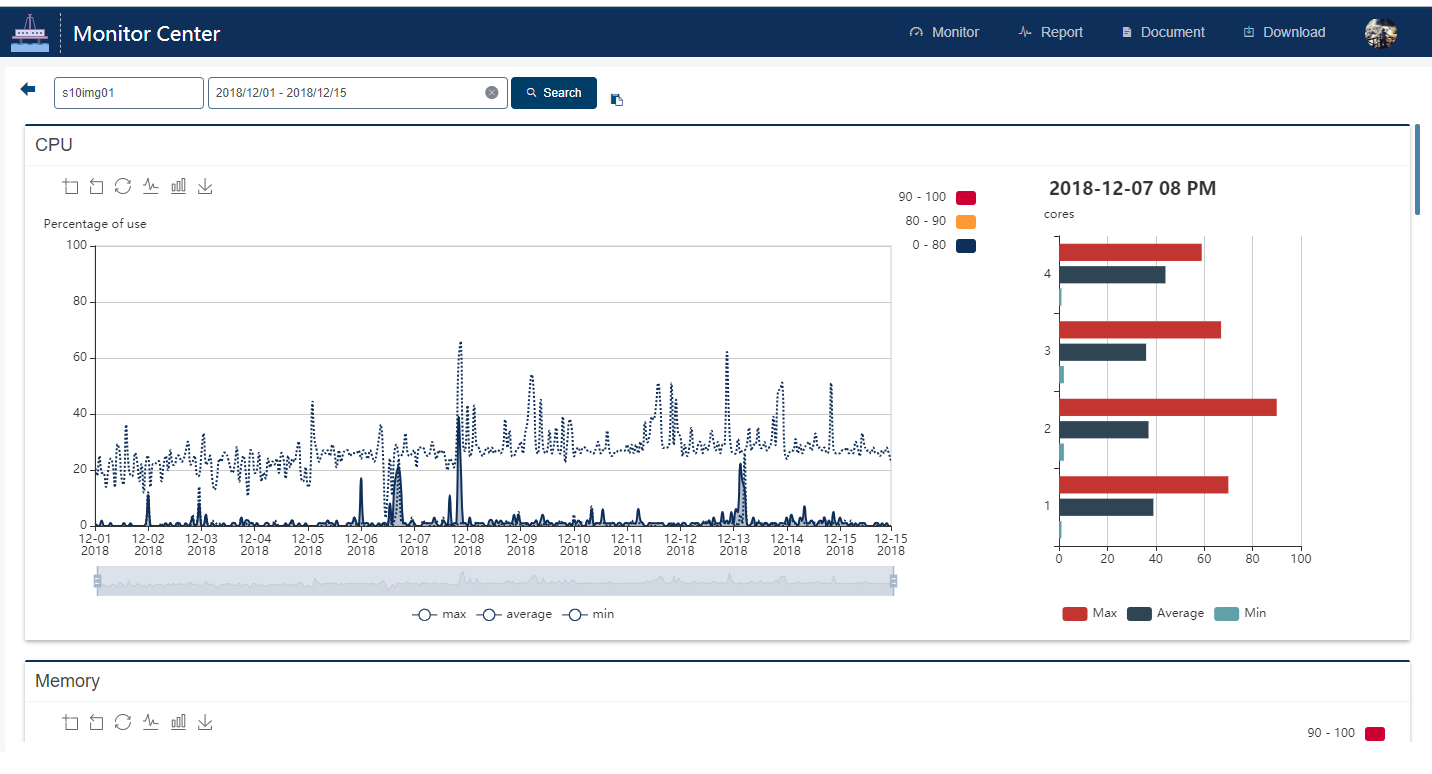 Monitor Center
Monitor
Report
Document
Download
s10img01
2018/12/01 - 2018/12/15
Search
CPU
90 - 100
80 - 90
0 - 80
Percentage of use
100
80
60
40
20
0
12-01 2018
12-02 2018
12-03 2018
12-04 2018
12-05 2018
12-06 2018
12-07 2018
12-08 2018
12-09 2018
12-10 2018
12-11 2018
12-12 2018
12-13 2018
12-14 2018
12-15 2018
12-15 2018
max
average
min
2018-12-07 08 PM
cores
4
3
2
1
0
20
40
60
80
100
Max
Average
Min
Memory
90 - 100